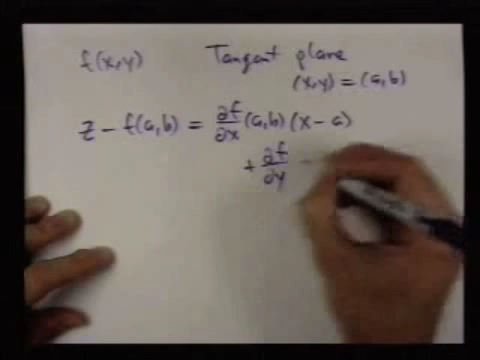 f(x,y) Tangent plane
(x,y) = (a,b)
z - f(a,b) = ∂f/∂x (a,b) (x - a)
+ ∂f/∂y